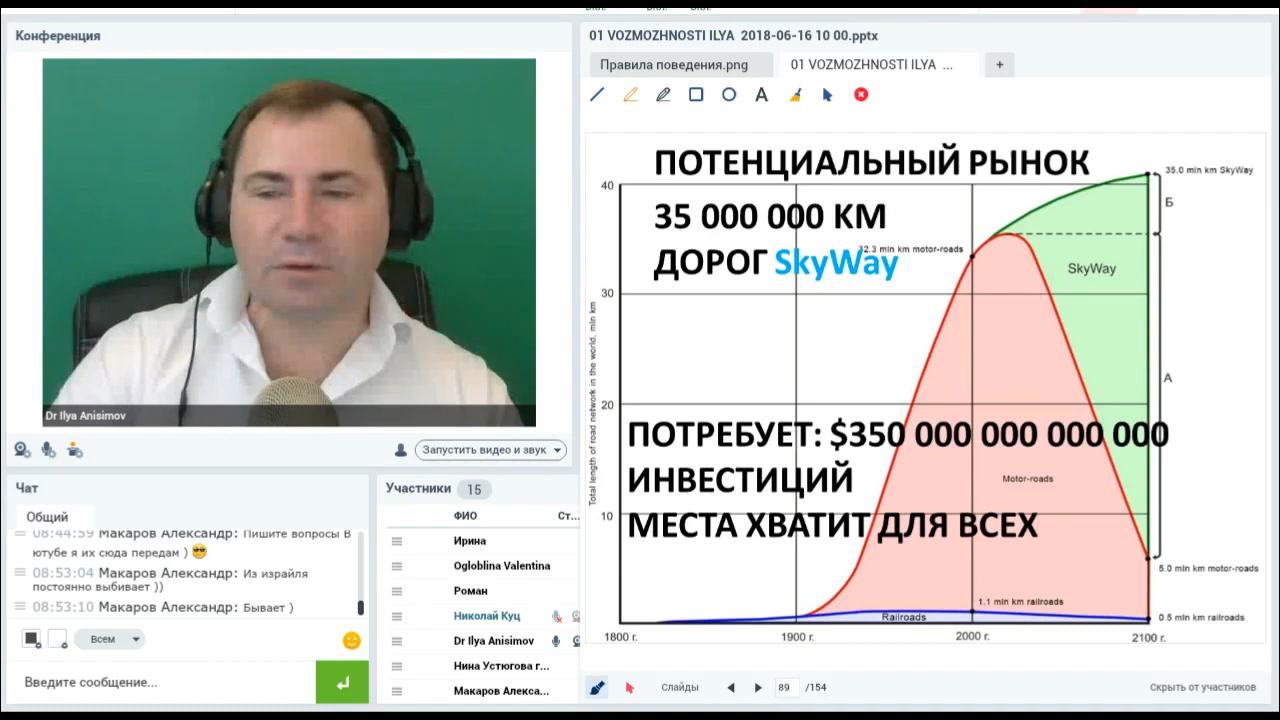 Конференция
Dr Ilya Anisimov
Запустить видео и звук
Чат
Общий
08:44:59 Макаров Александр: Пишите вопросы В
ютубе я их сюда передам )
08:53:04 Макаров Александр: Из израйля
постоянно выбивает ))
08:53:10 Макаров Александр: Бывает )
Всем
Введите сообщение...
Участники 15
ФИО Ст...
Ирина
Ogloblina Valentina
Роман
Николай Куц
Dr Ilya Anisimov
Нина Устюгова г...
Макаров Алекса...
01 VOZMOZHNOSTI ILYA 2018-06-16 10 00.pptx
Правила поведения.png
01 VOZMOZHNOSTI ILYA ...
+
A
ПОТЕНЦИАЛЬНЫЙ РЫНОК
35 000 000 КМ
ДОРОГ SkyWay
ПОТРЕБУЕТ: $350 000 000 000 000
ИНВЕСТИЦИЙ
МЕСТА ХВАТИТ ДЛЯ ВСЕХ
Total length of road network in the world. mln km
40
30
20
10
35.0 mln km SkyWay
Б
32.3 mln km motor-roads
SkyWay
А
Motor-roads
5.0 mln km motor-roads
1.1 mln km railroads
Railroads
0.5 mln km railroads
1800 г.
1900 г.
2000 г.
2100 г.
Слайды
89 /154
Скрыть от участников